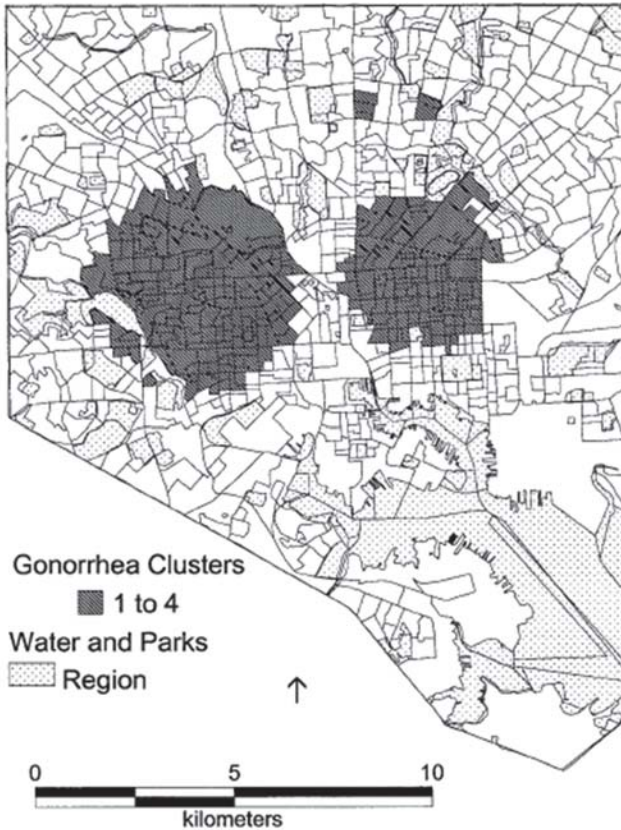 Gonorrhea Clusters
1 to 4
Water and Parks
Region
0 5 10
kilometers